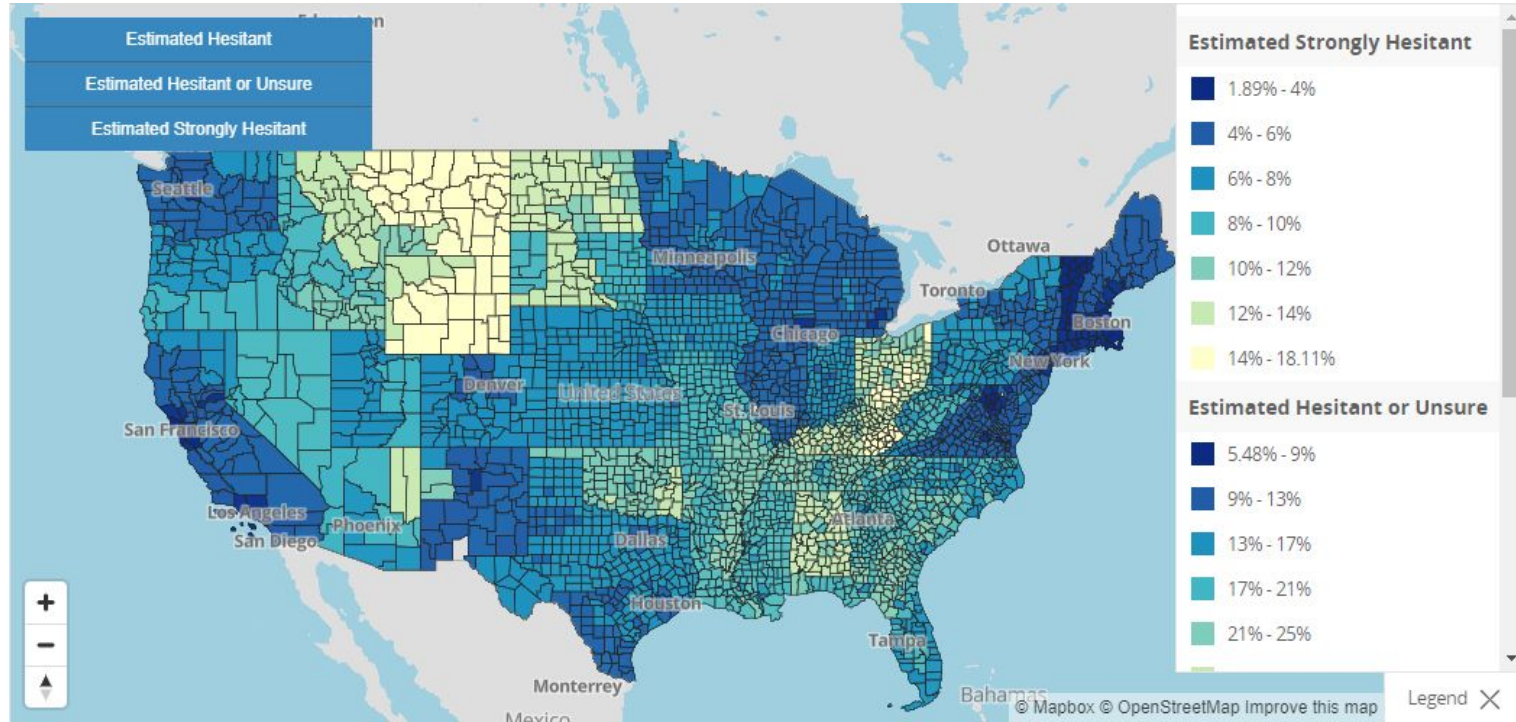 Edmonton
Estimated Hesitant
Estimated Hesitant or Unsure
Estimated Strongly Hesitant
Seattle
Minneapolis
Ottawa
Toronto
Boston
Chicago
New York
Denver
United States
St. Louis
San Francisco
Los Angeles
Phoenix
Atlanta
San Diego
Dallas
Houston
Tampa
Monterrey
Bahamas
Mexico
+
−
Estimated Strongly Hesitant
1.89% - 4%
4% - 6%
6% - 8%
8% - 10%
10% - 12%
12% - 14%
14% - 18.11%
Estimated Hesitant or Unsure
5.48% - 9%
9% - 13%
13% - 17%
17% - 21%
21% - 25%
© Mapbox © OpenStreetMap Improve this map
Legend ×